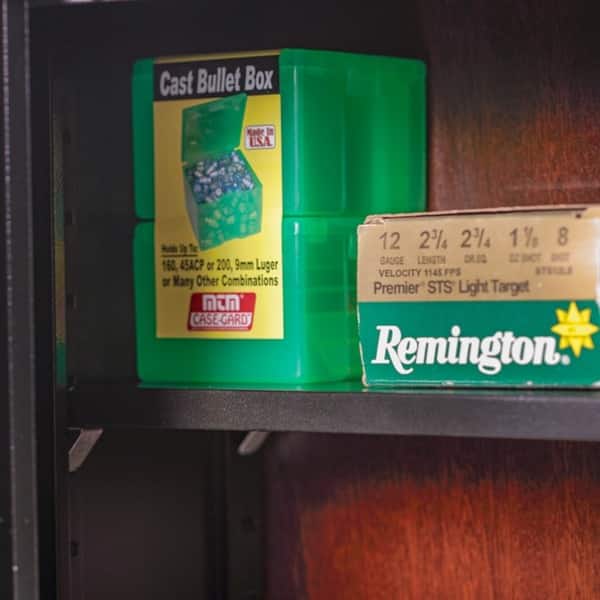 Cast Bullet Box
Made In
U.S.A.
Holds Up To:
160, 45ACP or 200, 9mm Luger
or Many Other Combinations
MTM
CASE-GARD
12 2¾ 2¾ 1⅛ 8
GAUGE LENGTH DR.EQ. OZ SHOT SHOT
VELOCITY 1145 FPS STS12L8
Premier® STS® Light Target
Remington®